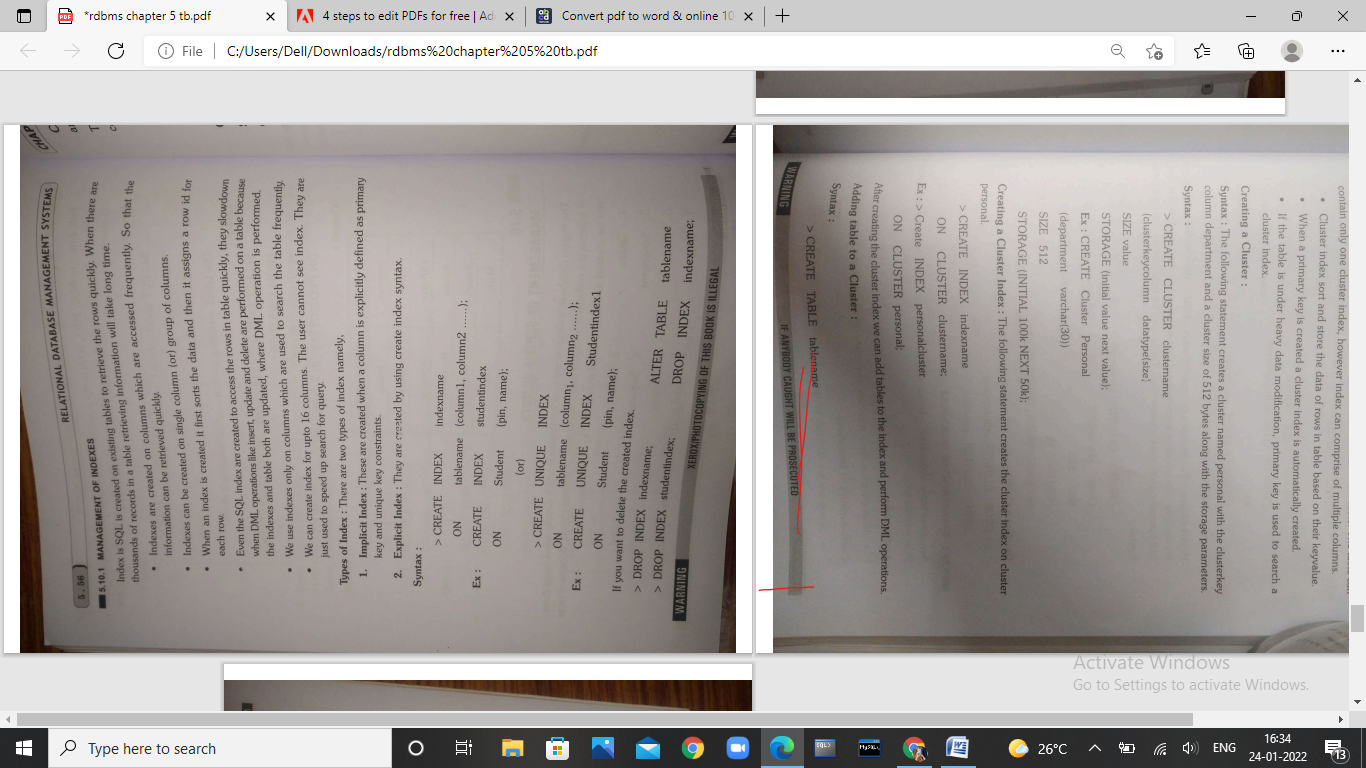 *rdbms chapter 5 tb.pdf
4 steps to edit PDFs for free | Ad
Convert pdf to word & online 10
File
C:/Users/Dell/Downloads/rdbms%20chapter%205%20tb.pdf
RELATIONAL DATABASE MANAGEMENT SYSTEMS
5.56
5.10.1 MANAGEMENT OF INDEXES
Index is SQL is created on existing tables to retrieve the rows quickly. When there are
thousands of records in a table retrieving information will take long time.
• Indexes are created on columns which are accessed frequently. So that the
information can be retrieved quickly.
• Indexes can be created on single column (or) group of columns.
• When an index is created it first sorts the data and then it assigns a row id for
each row.
• Even the SQL index are created to access the rows in table quickly, they slowdown
when DML operations like insert, update and delete are performed on a table because
the indexes and table both are updated, where DML operation is performed.
• We use indexes only on columns which are used to search the table frequently.
• We can create index for upto 16 columns. The user cannot see index. They are
just used to speed up search for query.
Types of Index : There are two types of index namely,
1. Implicit Index : These are created when a column is explicitly defined as primary
key and unique key constraints.
2. Explicit Index : They are created by using create index syntax.
Syntax :
> CREATE INDEX indexname
ON tablename (column1, column2 ......);
Ex : CREATE INDEX studentindex
ON Student (pin, name);
(or)
> CREATE UNIQUE INDEX
ON tablename (column1, column2 ......);
Ex : CREATE UNIQUE INDEX Studentindex1
ON Student (pin, name);
If you want to delete the created index.
> DROP INDEX indexname; ALTER TABLE tablename
> DROP INDEX studentindex; DROP INDEX indexname;
WARNING XEROX/PHOTOCOPYING OF THIS BOOK IS ILLEGAL
contain only one cluster index, however index can comprise of multiple columns.
• Cluster index sort and store the data of rows in table based on their keyvalue.
• When a primary key is created a cluster index is automatically created.
• If the table is under heavy data modification, primary key is used to search a
cluster index.
Creating a Cluster :
Syntax : The following statement creates a cluster named personal with the clusterkey
column department and a cluster size of 512 bytes along with the storage parameters.
Syntax :
> CREATE CLUSTER clustername
(clusterkeycolumn datatype(size)
SIZE value
STORAGE (initial value next value);
Ex : CREATE Cluster Personal
(department varchar(30))
SIZE 512
STORAGE (INITIAL 100k NEXT 50k);
Creating a Cluster Index : The following statement creates the cluster index on cluster
personal.
> CREATE INDEX indexname
ON CLUSTER clustername;
Ex : > Create INDEX personalcluster
ON CLUSTER personal;
After creating the cluster index we can add tables to the index and perform DML operations.
Adding table to a Cluster :
Syntax :
> CREATE TABLE tablename
WARNING IF ANYBODY CAUGHT WILL BE PROSECUTED
Activate Windows
Go to Settings to activate Windows.
Type here to search
26°C
ENG
16:34
24-01-2022
13